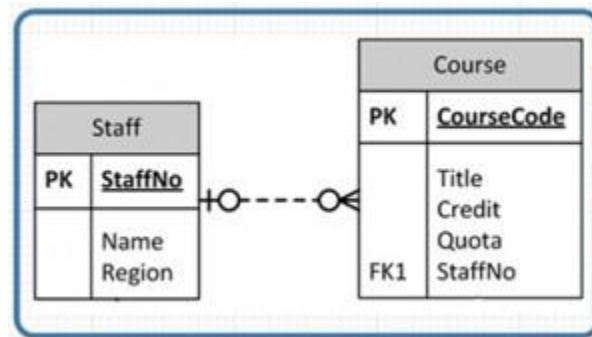 Staff
PK StaffNo
Name
Region
Course
PK CourseCode
Title
Credit
Quota
FK1 StaffNo